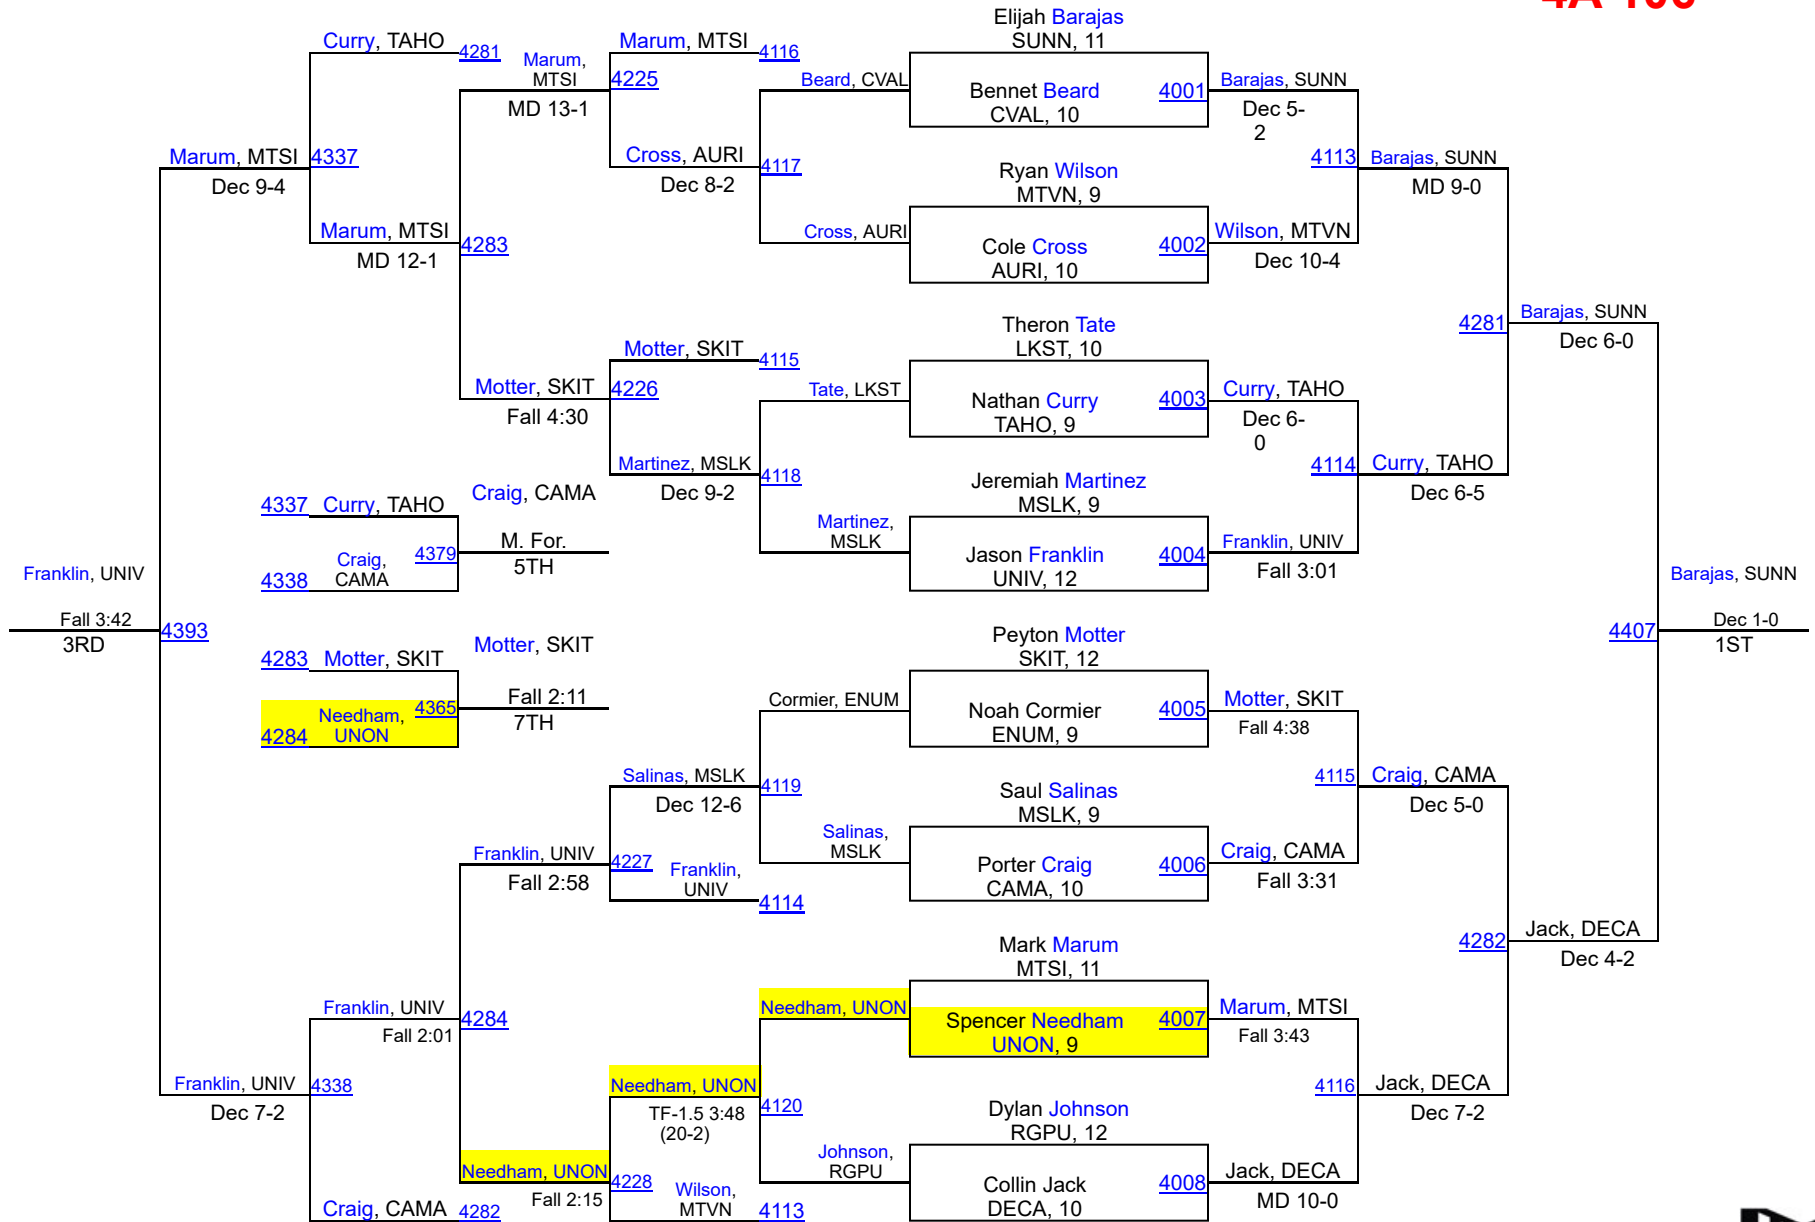 Elijah Barajas
SUNN, 11
Curry, TAHO
4281
Marum,
MTSI
Marum, MTSI
4116
4225
MD 13-1
Beard, CVAL
Bennet Beard
CVAL, 10
4001
Barajas, SUNN
Dec 5-
2
Marum, MTSI
4337
Dec 9-4
Cross, AURI
4117
Dec 8-2
Ryan Wilson
MTVN, 9
4113
Barajas, SUNN
MD 9-0
Marum, MTSI
4283
MD 12-1
Cross, AURI
Cole Cross
AURI, 10
4002
Wilson, MTVN
Dec 10-4
Theron Tate
LKST, 10
4281
Barajas, SUNN
Dec 6-0
Motter, SKIT
4115
Motter, SKIT
4226
Fall 4:30
Tate, LKST
Nathan Curry
TAHO, 9
4003
Curry, TAHO
Dec 6-
0
Martinez, MSLK
4118
Dec 9-2
Jeremiah Martinez
MSLK, 9
4114
Curry, TAHO
Dec 6-5
4337
Curry, TAHO
Craig, CAMA
M. For.
5TH
4379
Craig,
CAMA
4338
Martinez,
MSLK
Jason Franklin
UNIV, 12
4004
Franklin, UNIV
Fall 3:01
Franklin, UNIV
Fall 3:42
3RD
4393
Barajas, SUNN
4407
Dec 1-0
1ST
Peyton Motter
SKIT, 12
4283
Motter, SKIT
Motter, SKIT
Fall 2:11
7TH
4365
Needham,
UNON
4284
Cormier, ENUM
Noah Cormier
ENUM, 9
4005
Motter, SKIT
Fall 4:38
Salinas, MSLK
4119
Dec 12-6
Saul Salinas
MSLK, 9
4115
Craig, CAMA
Dec 5-0
Franklin, UNIV
4227
Fall 2:58
Franklin,
UNIV
4114
Salinas,
MSLK
Porter Craig
CAMA, 10
4006
Craig, CAMA
Fall 3:31
Mark Marum
MTSI, 11
4282
Jack, DECA
Dec 4-2
Franklin, UNIV
4284
Fall 2:01
Needham, UNON
Spencer Needham
UNON, 9
4007
Marum, MTSI
Fall 3:43
Franklin, UNIV
4338
Dec 7-2
Needham, UNON
4120
TF-1.5 3:48
(20-2)
Dylan Johnson
RGPU, 12
4116
Jack, DECA
Dec 7-2
Needham, UNON
4228
Fall 2:15
Johnson,
RGPU
Collin Jack
DECA, 10
4008
Jack, DECA
MD 10-0
Craig, CAMA
4282
Wilson,
MTVN
4113